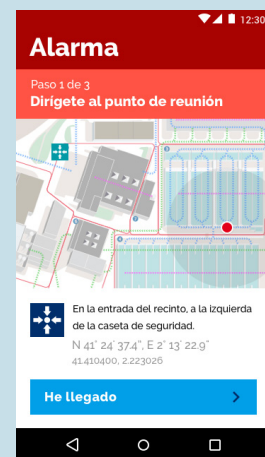 12:30
Alarma
Paso 1 de 3
Dirígete al punto de reunión
En la entrada del recinto, a la izquierda
de la caseta de seguridad.
N 41° 24' 37.4", E 2° 13' 22.9"
41.410400, 2.223026
He llegado